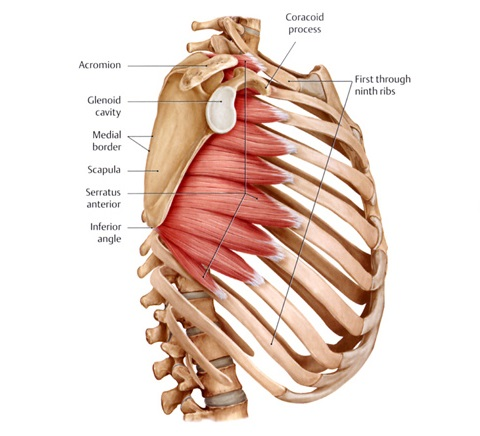 Coracoid
process
Acromion
First through
ninth ribs
Glenoid
cavity
Medial
border
Scapula
Serratus
anterior
Inferior
angle